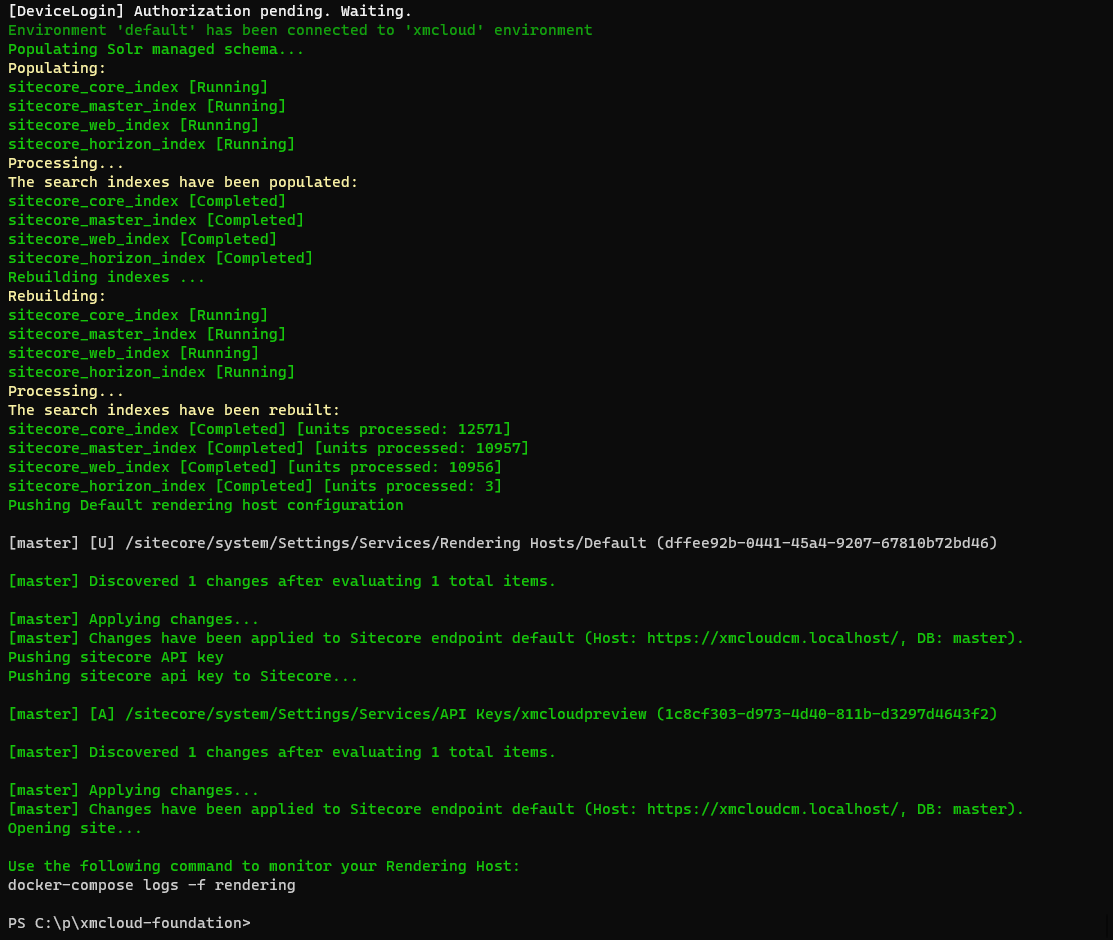 [DeviceLogin] Authorization pending. Waiting.
Environment 'default' has been connected to 'xmcloud' environment
Populating Solr managed schema...
Populating:
sitecore_core_index [Running]
sitecore_master_index [Running]
sitecore_web_index [Running]
sitecore_horizon_index [Running]
Processing...
The search indexes have been populated:
sitecore_core_index [Completed]
sitecore_master_index [Completed]
sitecore_web_index [Completed]
sitecore_horizon_index [Completed]
Rebuilding indexes ...
Rebuilding:
sitecore_core_index [Running]
sitecore_master_index [Running]
sitecore_web_index [Running]
sitecore_horizon_index [Running]
Processing...
The search indexes have been rebuilt:
sitecore_core_index [Completed] [units processed: 12571]
sitecore_master_index [Completed] [units processed: 10957]
sitecore_web_index [Completed] [units processed: 10956]
sitecore_horizon_index [Completed] [units processed: 3]
Pushing Default rendering host configuration
[master] [U] /sitecore/system/Settings/Services/Rendering Hosts/Default (dffee92b-0441-45a4-9207-67810b72bd46)
[master] Discovered 1 changes after evaluating 1 total items.
[master] Applying changes...
[master] Changes have been applied to Sitecore endpoint default (Host: https://xmcloudcm.localhost/, DB: master).
Pushing sitecore API key
Pushing sitecore api key to Sitecore...
[master] [A] /sitecore/system/Settings/Services/API Keys/xmcloudpreview (1c8cf303-d973-4d40-811b-d3297d4643f2)
[master] Discovered 1 changes after evaluating 1 total items.
[master] Applying changes...
[master] Changes have been applied to Sitecore endpoint default (Host: https://xmcloudcm.localhost/, DB: master).
Opening site...
Use the following command to monitor your Rendering Host:
docker-compose logs -f rendering
PS C:\p\xmcloud-foundation>